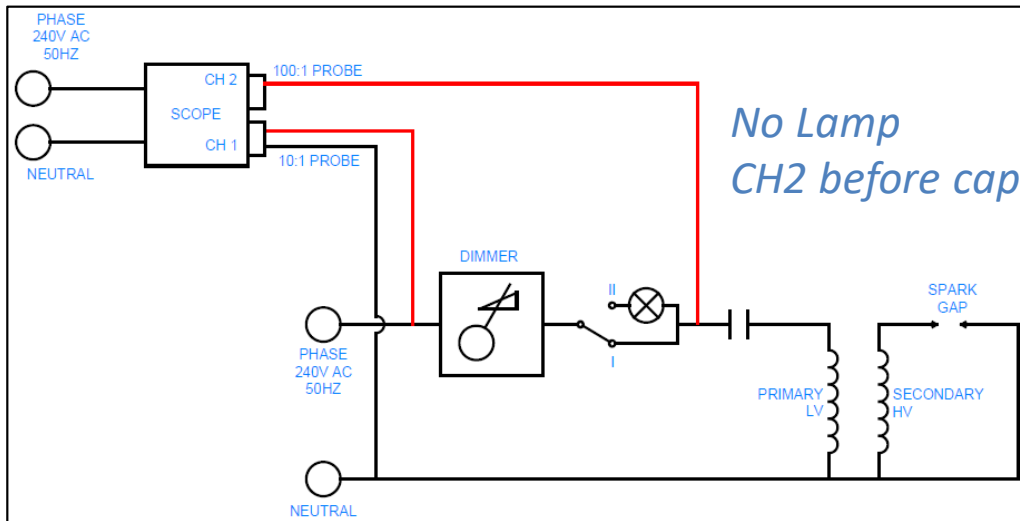 PHASE
240V AC
50HZ
CH 2
100:1 PROBE
SCOPE
CH 1
10:1 PROBE
NEUTRAL
No Lamp
CH2 before cap
DIMMER
II
SPARK
GAP
PHASE
240V AC
50HZ
I
PRIMARY
LV
SECONDARY
HV
NEUTRAL